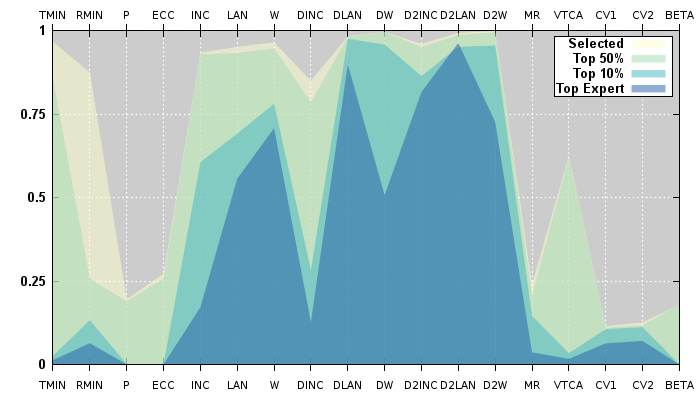 TMIN RMIN P ECC INC LAN W DINC DLAN DW D2INC D2LAN D2W MR VTCA CV1 CV2 BETA
1
Selected
Top 50%
Top 10%
Top Expert
0.75
0.5
0.25
0
TMIN RMIN P ECC INC LAN W DINC DLAN DW D2INC D2LAN D2W MR VTCA CV1 CV2 BETA